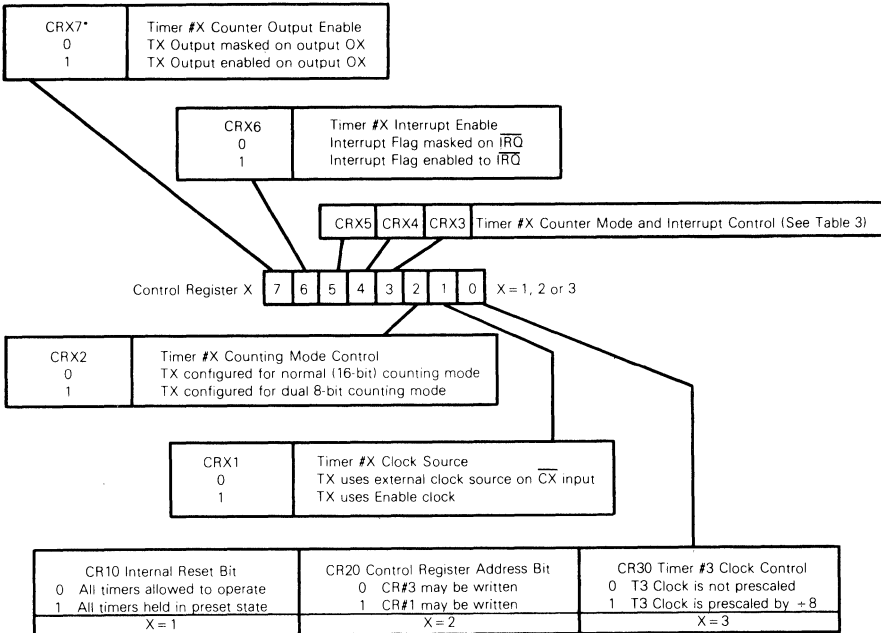 CRX7* Timer #X Counter Output Enable
0 TX Output masked on output OX
1 TX Output enabled on output OX
CRX6 Timer #X Interrupt Enable
0 Interrupt Flag masked on I̅R̅Q̅
1 Interrupt Flag enabled to I̅R̅Q̅
CRX5 CRX4 CRX3 Timer #X Counter Mode and Interrupt Control (See Table 3)
Control Register X 7 6 5 4 3 2 1 0 X = 1, 2 or 3
CRX2 Timer #X Counting Mode Control
0 TX configured for normal (16-bit) counting mode
1 TX configured for dual 8-bit counting mode
CRX1 Timer #X Clock Source
0 TX uses external clock source on C̅X̅ input
1 TX uses Enable clock
CR10 Internal Reset Bit
0 All timers allowed to operate
1 All timers held in preset state
X = 1
CR20 Control Register Address Bit
0 CR#3 may be written
1 CR#1 may be written
X = 2
CR30 Timer #3 Clock Control
0 T3 Clock is not prescaled
1 T3 Clock is prescaled by ÷8
X = 3